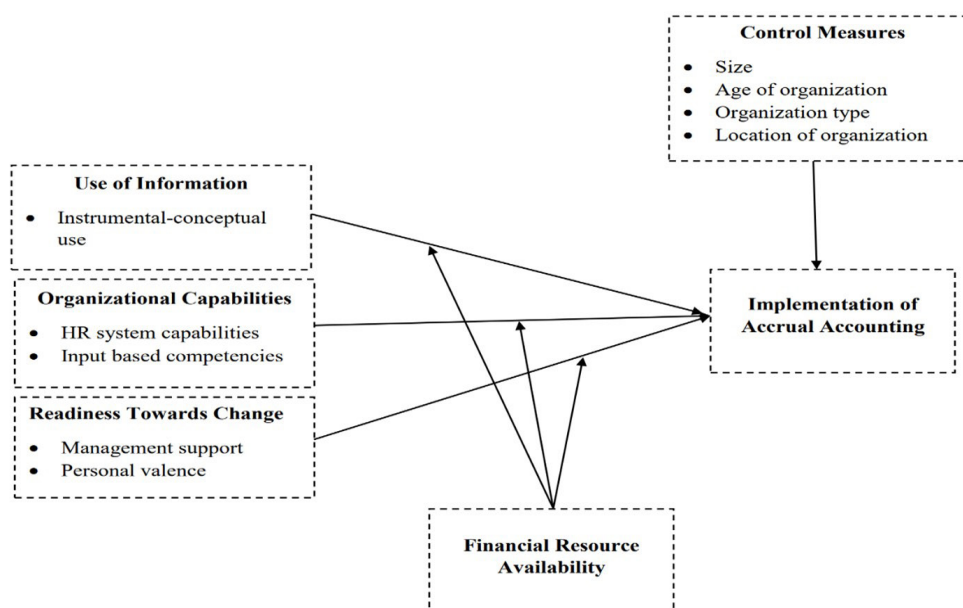 Control Measures
• Size
• Age of organization
• Organization type
• Location of organization
Use of Information
• Instrumental-conceptual
use
Organizational Capabilities
• HR system capabilities
• Input based competencies
Readiness Towards Change
• Management support
• Personal valence
Implementation of
Accrual Accounting
Financial Resource
Availability